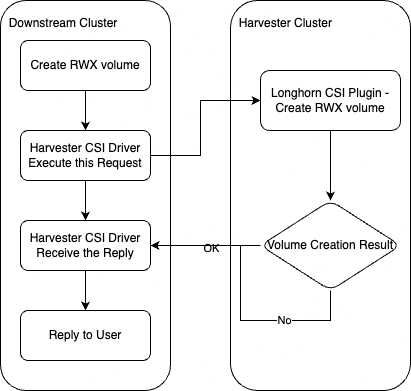 Downstream Cluster
Create RWX volume
Harvester CSI Driver
Execute this Request
Harvester CSI Driver
Receive the Reply
Reply to User
Harvester Cluster
Longhorn CSI Plugin -
Create RWX volume
Volume Creation Result
OK
No